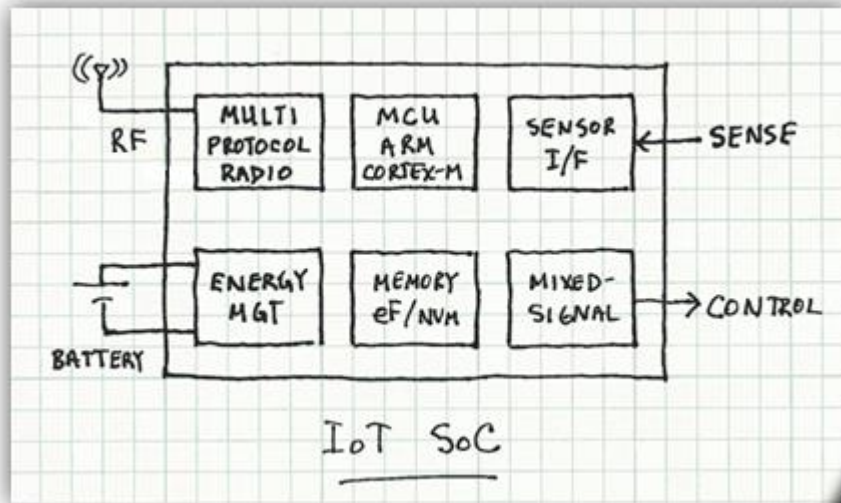 RF
MULTI
PROTOCOL
RADIO
MCU
ARM
CORTEX-M
SENSOR
I/F
SENSE
BATTERY
ENERGY
MGT
MEMORY
eF/NVM
MIXED-
SIGNAL
CONTROL
IoT SoC